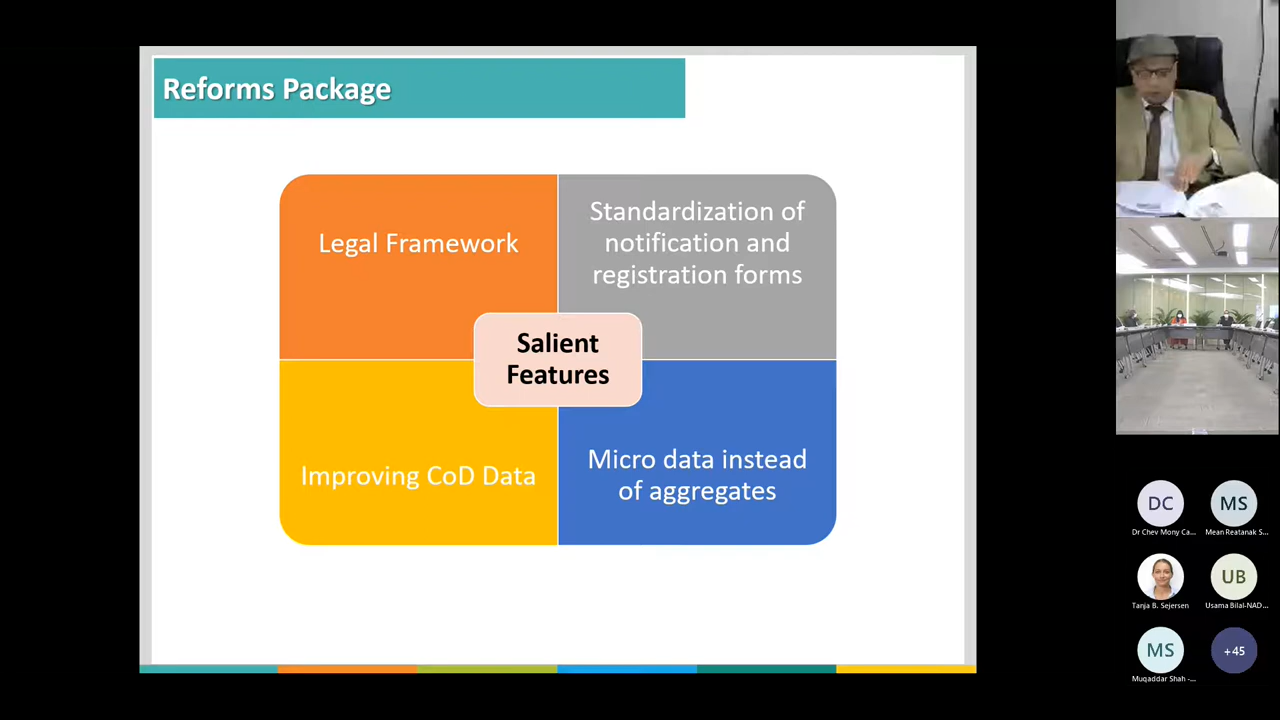 Reforms Package
Legal Framework
Standardization of
notification and
registration forms
Salient
Features
Improving CoD Data
Micro data instead
of aggregates
DC
MS
Dr Chev Mony Ca...
Mean Reatanak S...
UB
Tanja B. Sejersen
Usama Bilal-NAD...
MS
+45
Muqaddar Shah -...